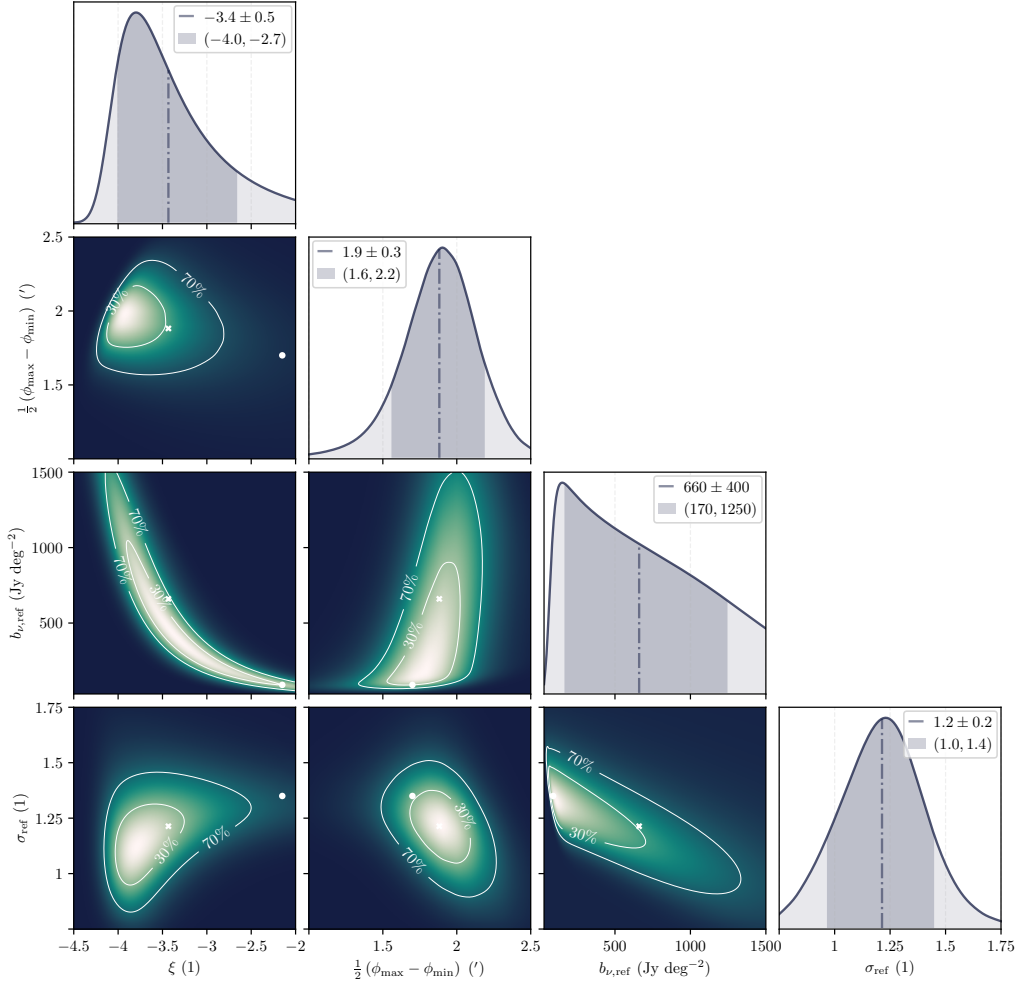 −3.4 ± 0.5
(−4.0, −2.7)
2.5
2
1.5
½ (ϕmax − ϕmin) (′)
70%
30%
1.9 ± 0.3
(1.6, 2.2)
1500
1000
500
bν,ref (Jy deg⁻²)
70%
70%
30%
70%
30%
660 ± 400
(170, 1250)
1.75
1.5
1.25
1
σref (1)
70%
30%
70%
30%
70%
30%
1.2 ± 0.2
(1.0, 1.4)
−4.5 −4 −3.5 −3 −2.5 −2
ξ (1)
1.5 2 2.5
½ (ϕmax − ϕmin) (′)
500 1000 1500
bν,ref (Jy deg⁻²)
1 1.25 1.5 1.75
σref (1)